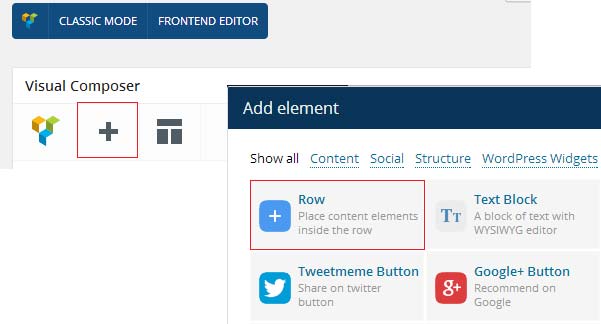 CLASSIC MODE FRONTEND EDITOR
Visual Composer
Add element
Show all Content Social Structure WordPress Widgets
Row
Place content elements
inside the row
Text Block
A block of text with
WYSIWYG editor
Tweetmeme Button
Share on twitter
button
Google+ Button
Recommend on
Google